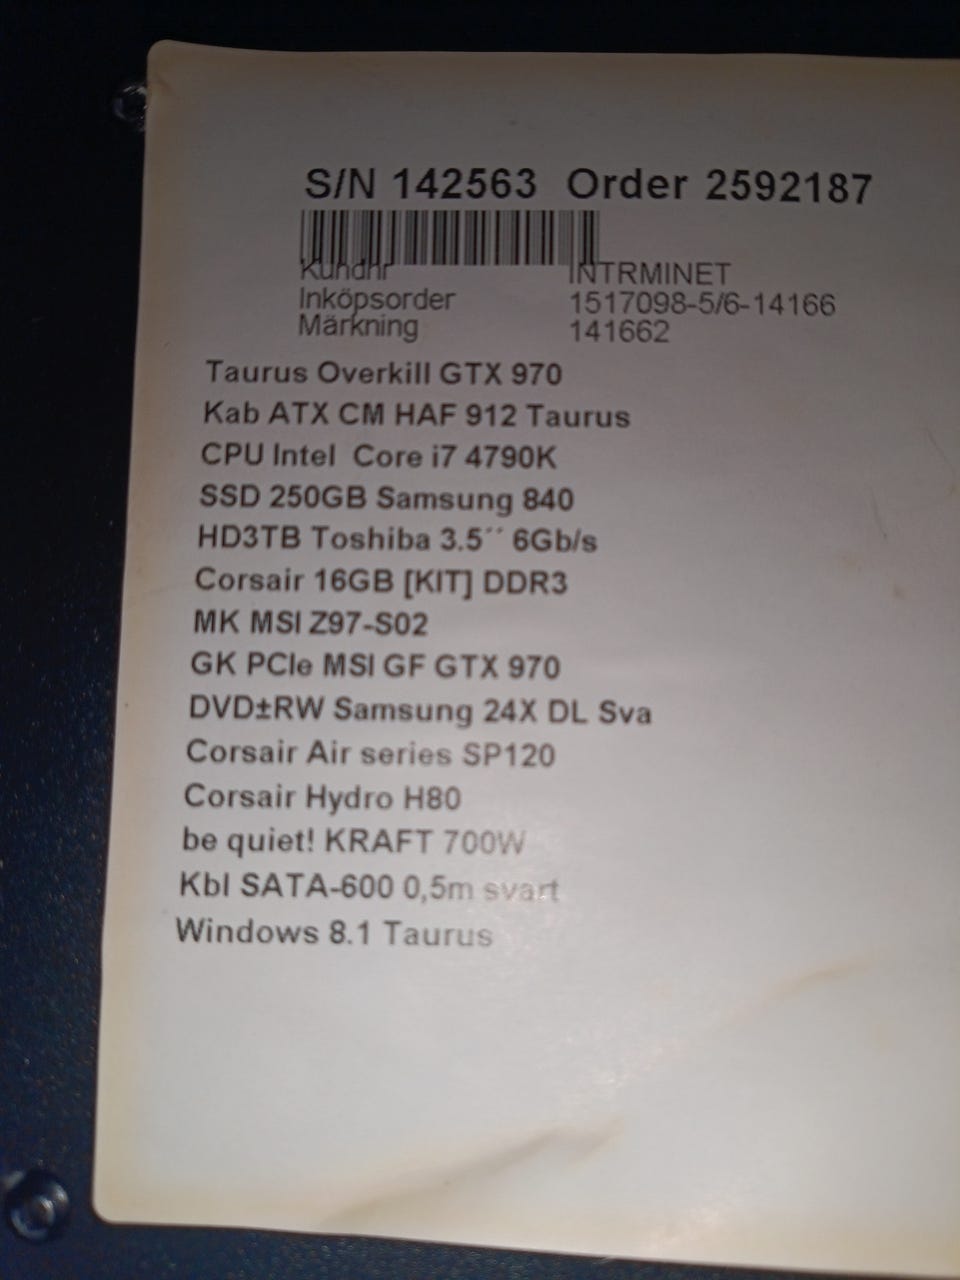 S/N 142563 Order 2592187
Kundnr INTRMINET
Inköpsorder 1517098-5/6-14166
Märkning 141662
Taurus Overkill GTX 970
Kab ATX CM HAF 912 Taurus
CPU Intel Core i7 4790K
SSD 250GB Samsung 840
HD3TB Toshiba 3.5´´ 6Gb/s
Corsair 16GB [KIT] DDR3
MK MSI Z97-S02
GK PCIe MSI GF GTX 970
DVD±RW Samsung 24X DL Sva
Corsair Air series SP120
Corsair Hydro H80
be quiet! KRAFT 700W
Kbl SATA-600 0,5m svart
Windows 8.1 Taurus